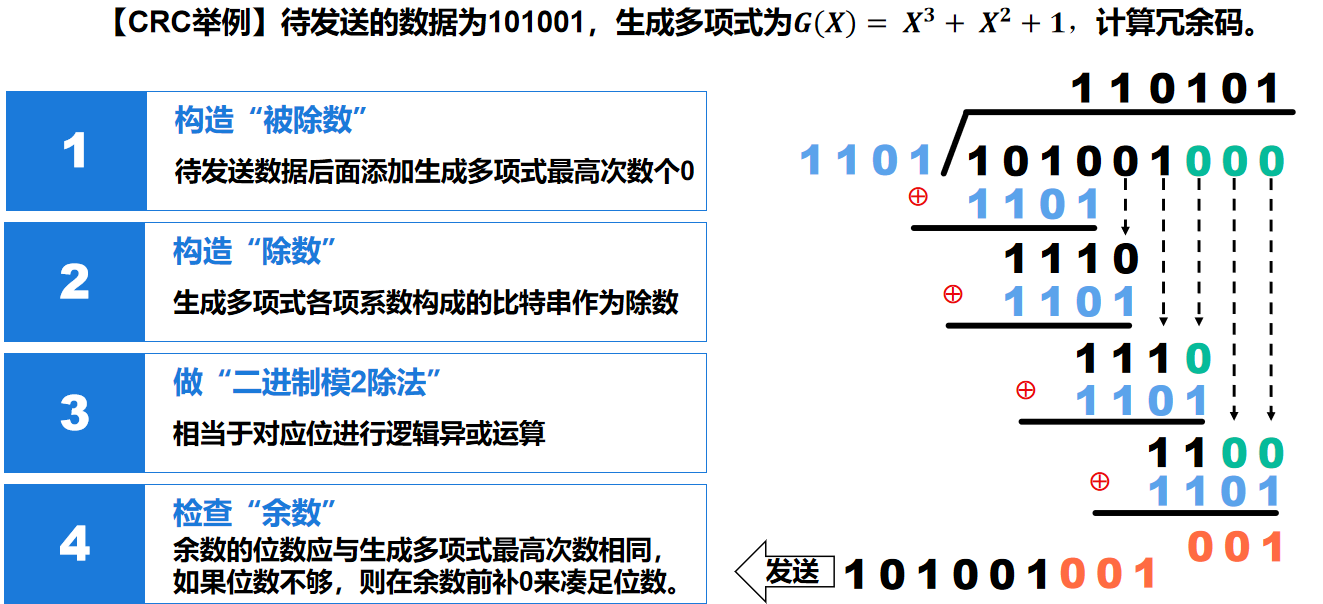 【CRC举例】待发送的数据为101001，生成多项式为G(X) = X³ + X² + 1，计算冗余码。
1
构造“被除数”
待发送数据后面添加生成多项式最高次数个0
2
构造“除数”
生成多项式各项系数构成的比特串作为除数
3
做“二进制模2除法”
相当于对应位进行逻辑异或运算
4
检查“余数”
余数的位数应与生成多项式最高次数相同，
如果位数不够，则在余数前补0来凑足位数。
110101
1101 101001000
⊕ 1101
1110
⊕ 1101
1110
⊕ 1101
1100
⊕ 1101
001
发送 101001001